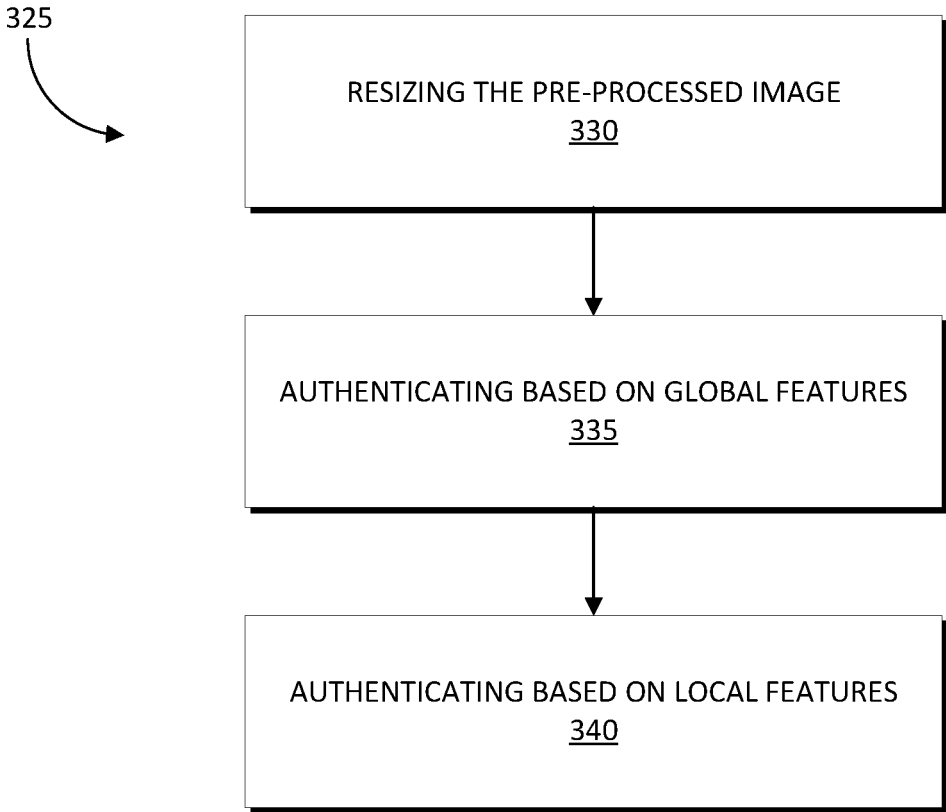 325
RESIZING THE PRE-PROCESSED IMAGE
330
AUTHENTICATING BASED ON GLOBAL FEATURES
335
AUTHENTICATING BASED ON LOCAL FEATURES
340